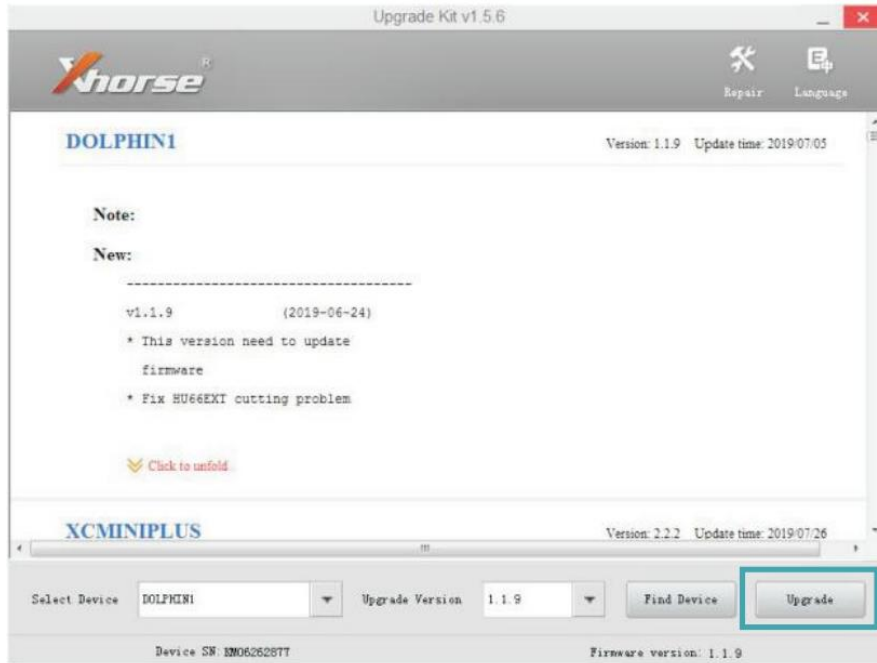 Upgrade Kit v1.5.6
Xhorse®
Repair
Language
DOLPHIN1
Version: 1.1.9 Update time: 2019/07/05
Note:
New:
-------------------------------------
v1.1.9 (2019-06-24)
* This version need to update
firmware
* Fix HU66EXT cutting problem
Click to unfold
XCMINIPLUS
Version: 2.2.2 Update time: 2019/07/26
Select Device DOLPHIN1 Upgrade Version 1.1.9 Find Device Upgrade
Device SN: NM0626287T Firmware version: 1.1.9